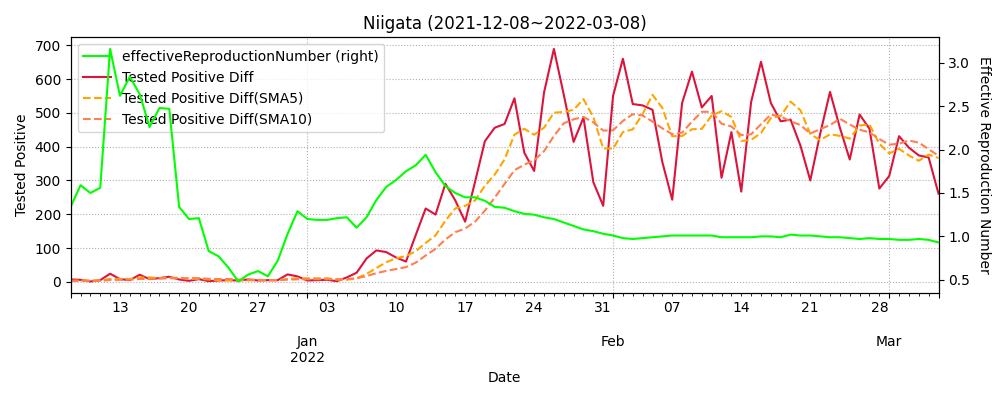 Niigata (2021-12-08~2022-03-08)
effectiveReproductionNumber (right)
Tested Positive Diff
Tested Positive Diff(SMA5)
Tested Positive Diff(SMA10)
Tested Positive
700
600
500
400
300
200
100
0
3.0
2.5
2.0
1.5
1.0
0.5
Effective Reproduction Number
13 20 27 03 10 17 24 31 07 14 21 28
Jan Feb Mar
2022
Date